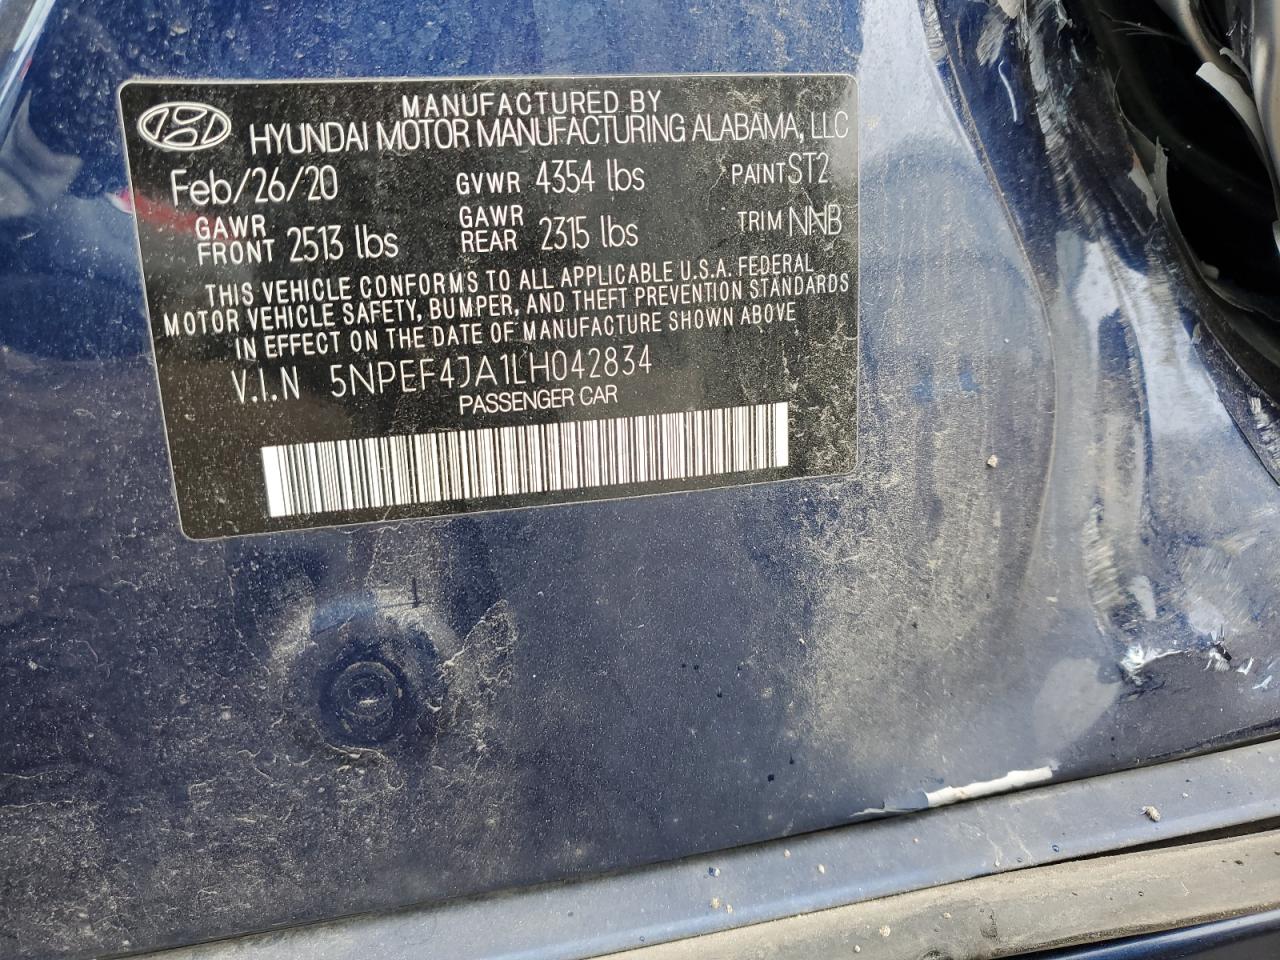 MANUFACTURED BY
HYUNDAI MOTOR MANUFACTURING ALABAMA, LLC
Feb/26/20 GVWR 4354 lbs PAINT ST2
GAWR FRONT 2513 lbs GAWR REAR 2315 lbs TRIM NNB
THIS VEHICLE CONFORMS TO ALL APPLICABLE U.S.A. FEDERAL
MOTOR VEHICLE SAFETY, BUMPER, AND THEFT PREVENTION STANDARDS
IN EFFECT ON THE DATE OF MANUFACTURE SHOWN ABOVE
V.I.N 5NPEF4JA1LH042834
PASSENGER CAR